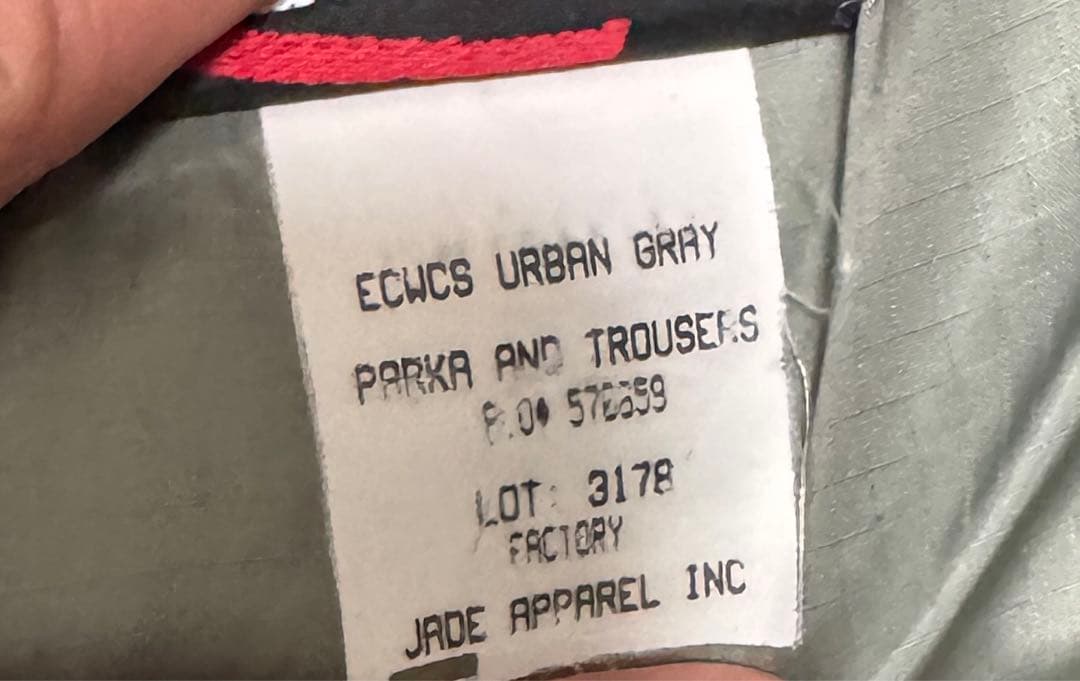 ECWCS URBAN GRAY
PARKA AND TROUSERS
P.O#
LOT: 3178
FACTORY
JADE APPAREL INC